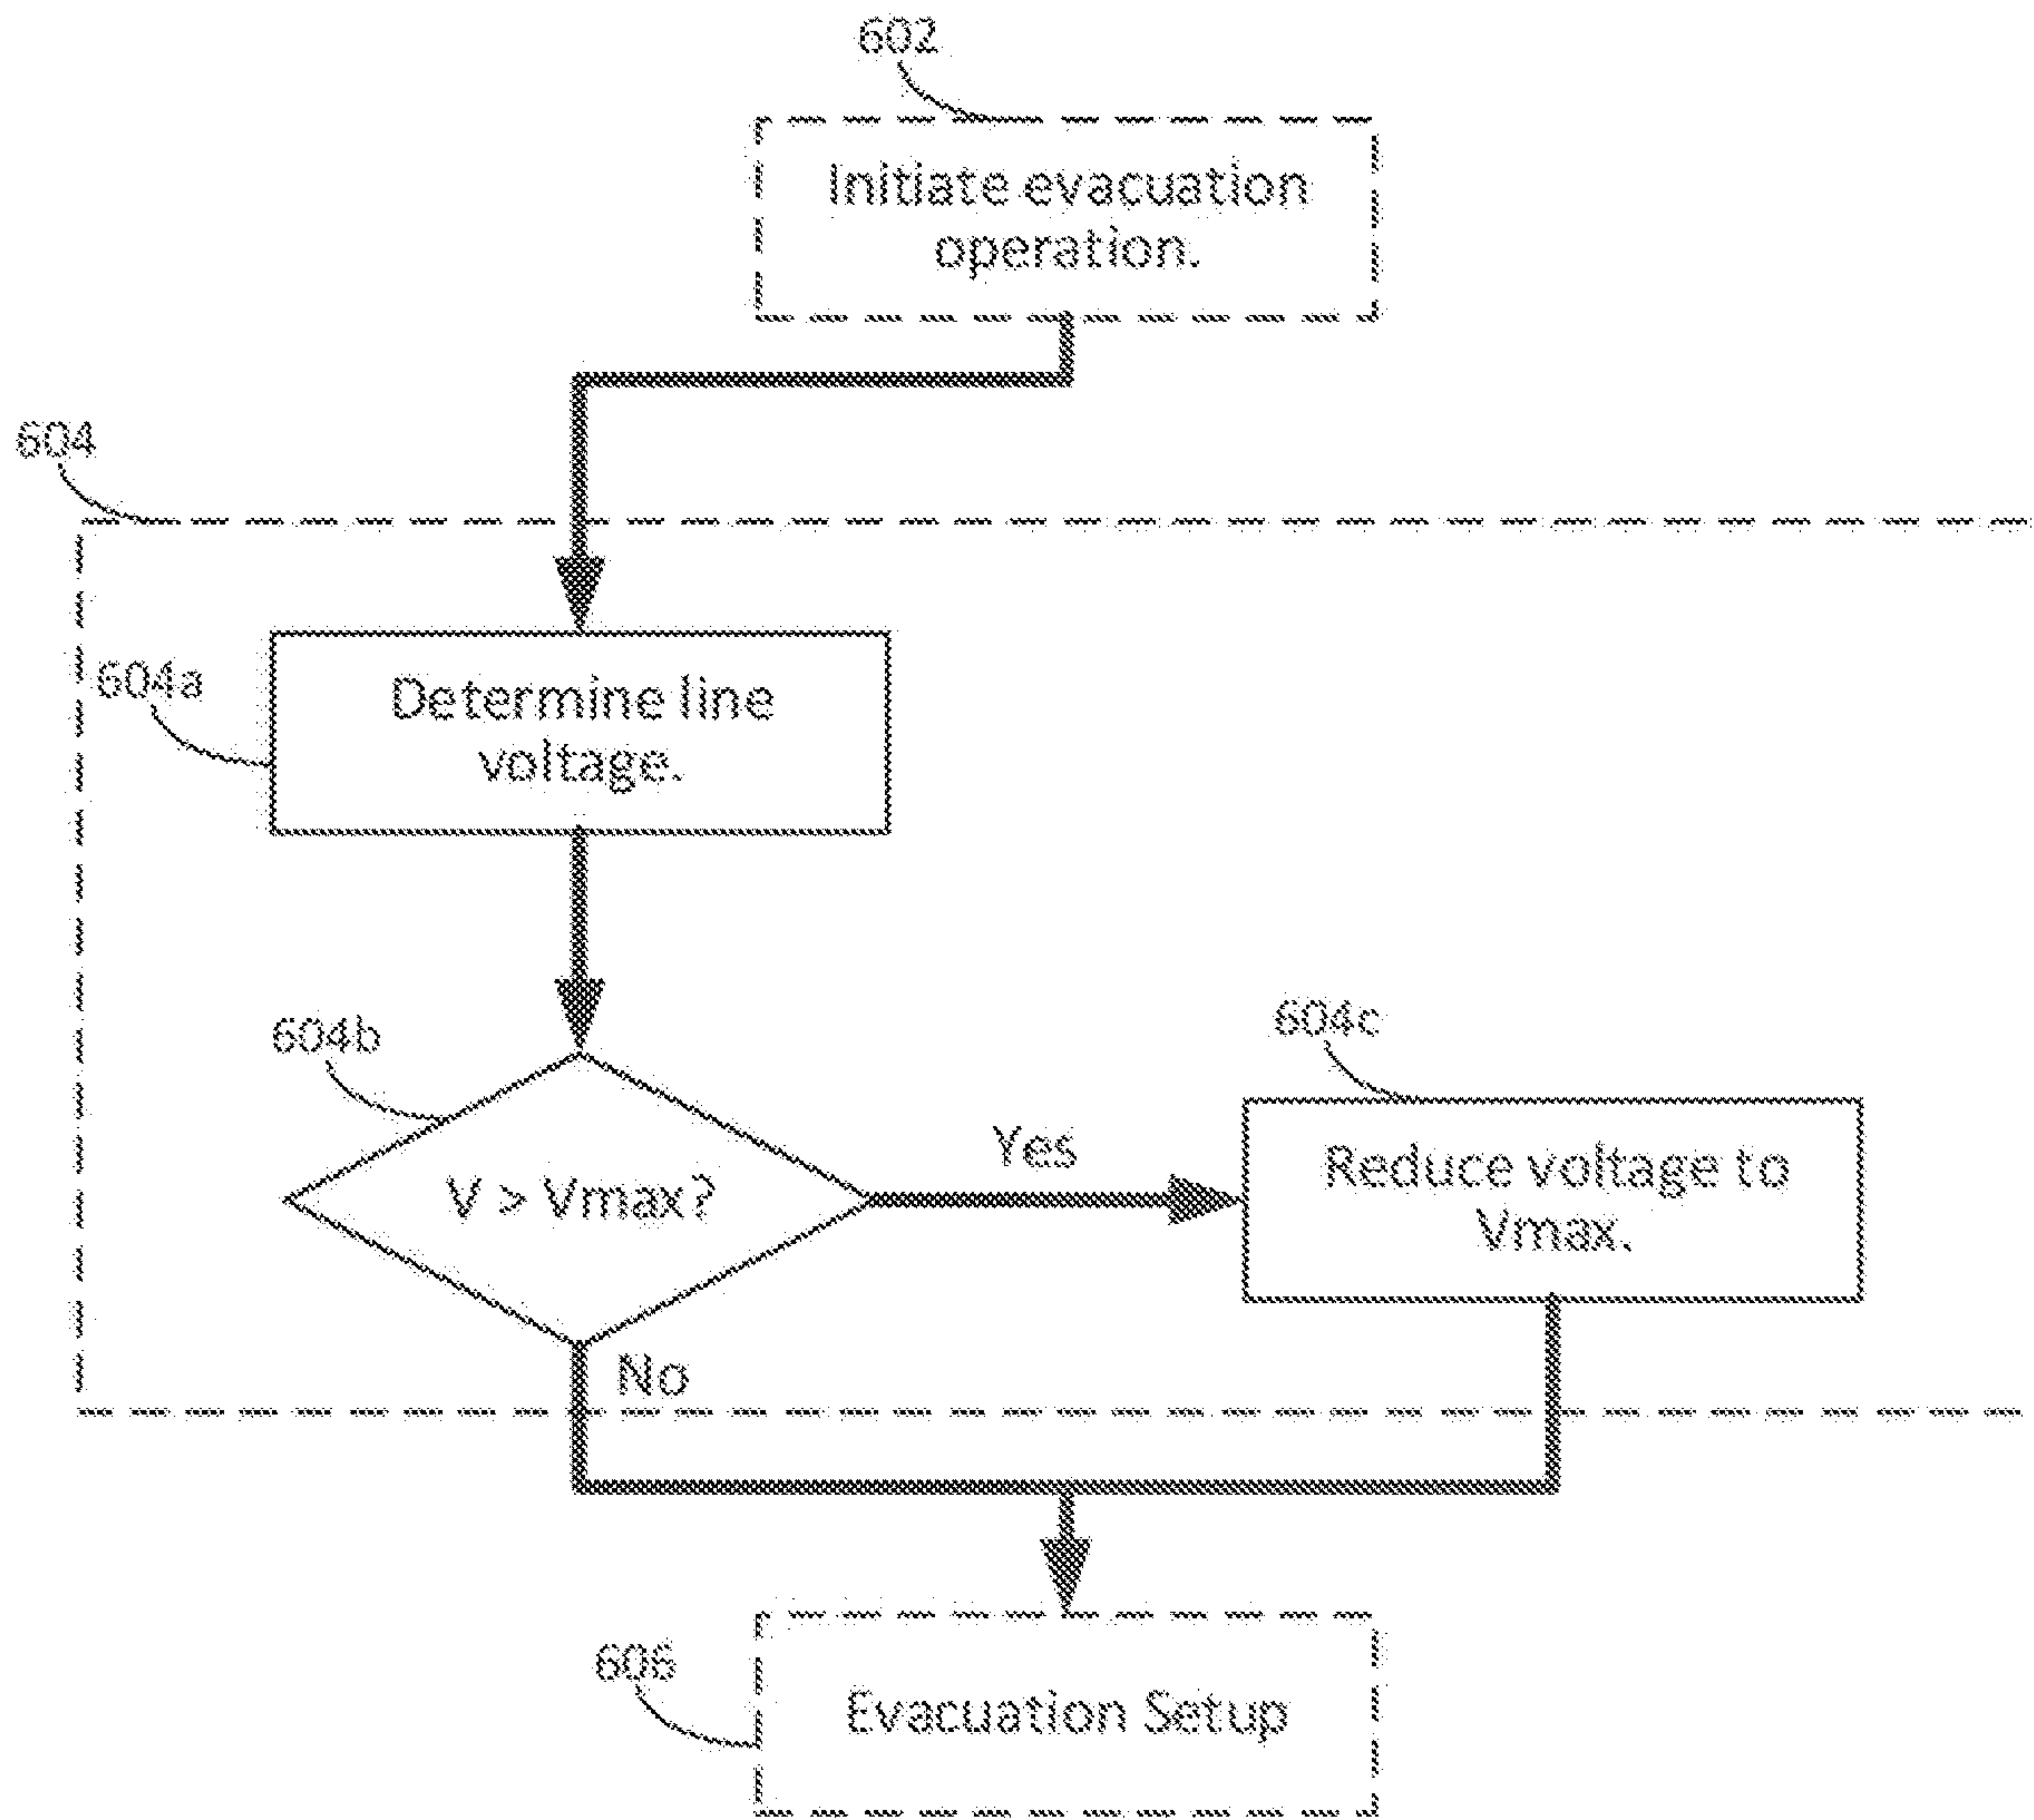 602
Initiate evacuation
operation.
604
604a
Determine line
voltage.
604b
V > Vmax?
Yes
604c
Reduce voltage to
Vmax.
No
606
Evacuation Setup